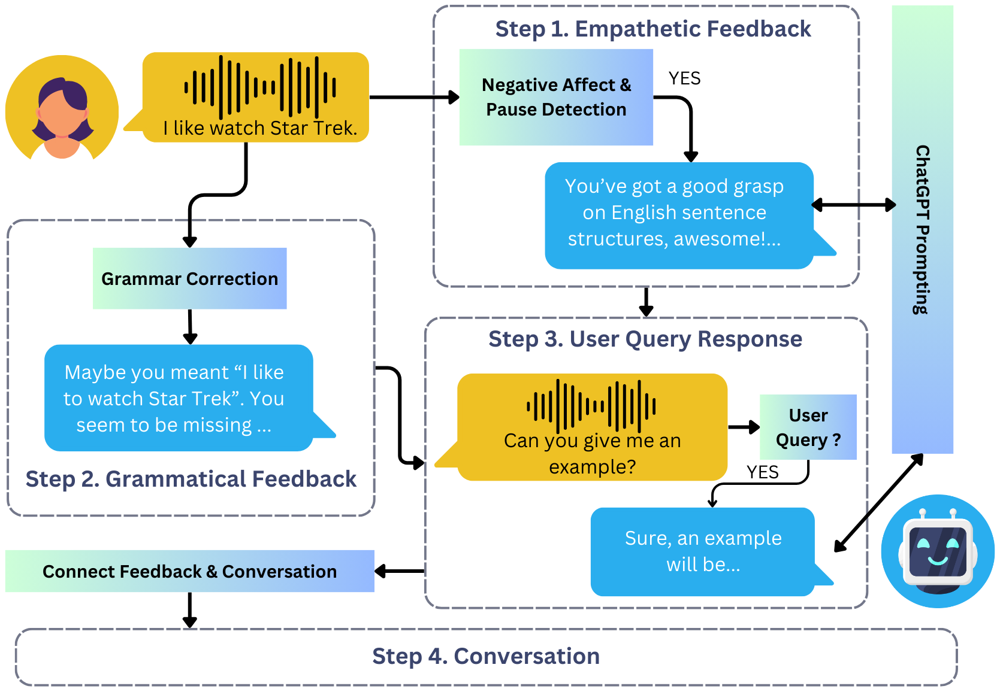 Step 1. Empathetic Feedback
I like watch Star Trek.
Negative Affect &
Pause Detection
YES
You’ve got a good grasp
on English sentence
structures, awesome!...
ChatGPT Prompting
Grammar Correction
Maybe you meant “I like
to watch Star Trek”. You
seem to be missing ...
Step 2. Grammatical Feedback
Step 3. User Query Response
Can you give me an
example?
User
Query ?
YES
Sure, an example
will be...
Connect Feedback & Conversation
Step 4. Conversation